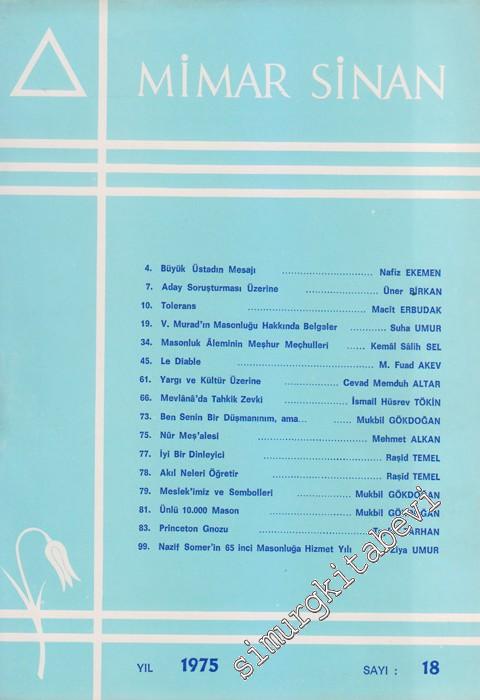 MİMAR SİNAN
4. Büyük Üstadın Mesajı .......................... Nafiz EKEMEN
7. Aday Soruşturması Üzerine .................... Üner BİRKAN
10. Tolerans .......................... Macit ERBUDAK
19. V. Murad'ın Masonluğu Hakkında Belgeler ........... Suha UMUR
34. Masonluk Âleminin Meşhur Meçhulleri ...... Kemâl Sâlih SEL
45. Le Diable .............................. M. Fuad AKEV
61. Yargı ve Kültür Üzerine ............... Cevad Memduh ALTAR
66. Mevlânâ'da Tahkik Zevki ............... İsmail Hüsrev TÖKİN
73. Ben Senin Bir Düşmanınım, ama... ...... Mukbil GÖKDOĞAN
75. Nûr Meş'alesi .......................... Mehmet ALKAN
77. İyi Bir Dinleyici .......................... Raşid TEMEL
78. Akıl Neleri Öğretir .......................... Raşid TEMEL
79. Meslek'imiz ve Sembolleri ............... Mukbil GÖKDOĞAN
81. Ünlü 10.000 Mason ............... Mukbil GÖKDOĞAN
83. Princeton Gnozu ....................
99. Nazif Somer'in 65 inci Masonluğa Hizmet Yılı Ziya UMUR
YIL 1975 SAYI : 18
simurgkitabevi.com